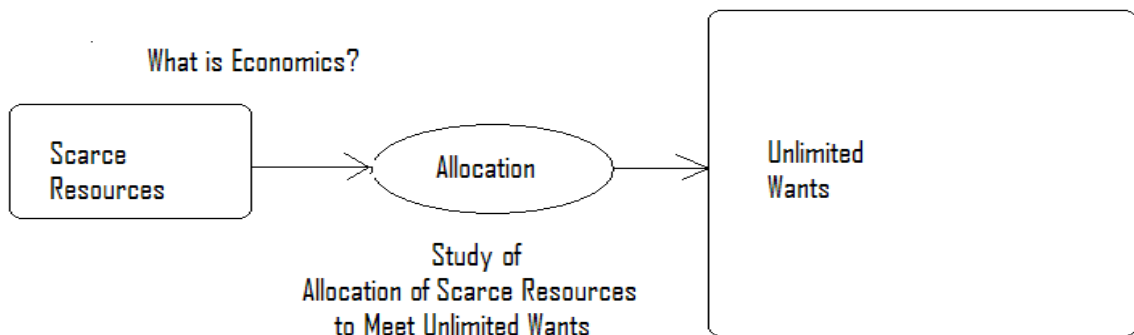 What is Economics?
Scarce
Resources
Allocation
Unlimited
Wants
Study of
Allocation of Scarce Resources
to Meet Unlimited Wants